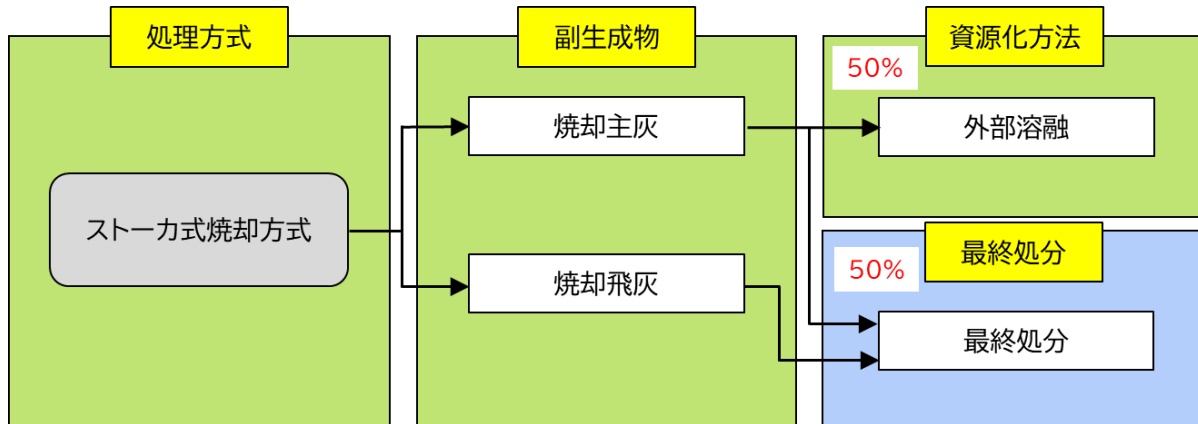 処理方式
副生成物
資源化方法
50%
焼却主灰
外部溶融
ストーカ式焼却方式
最終処分
50%
焼却飛灰
最終処分